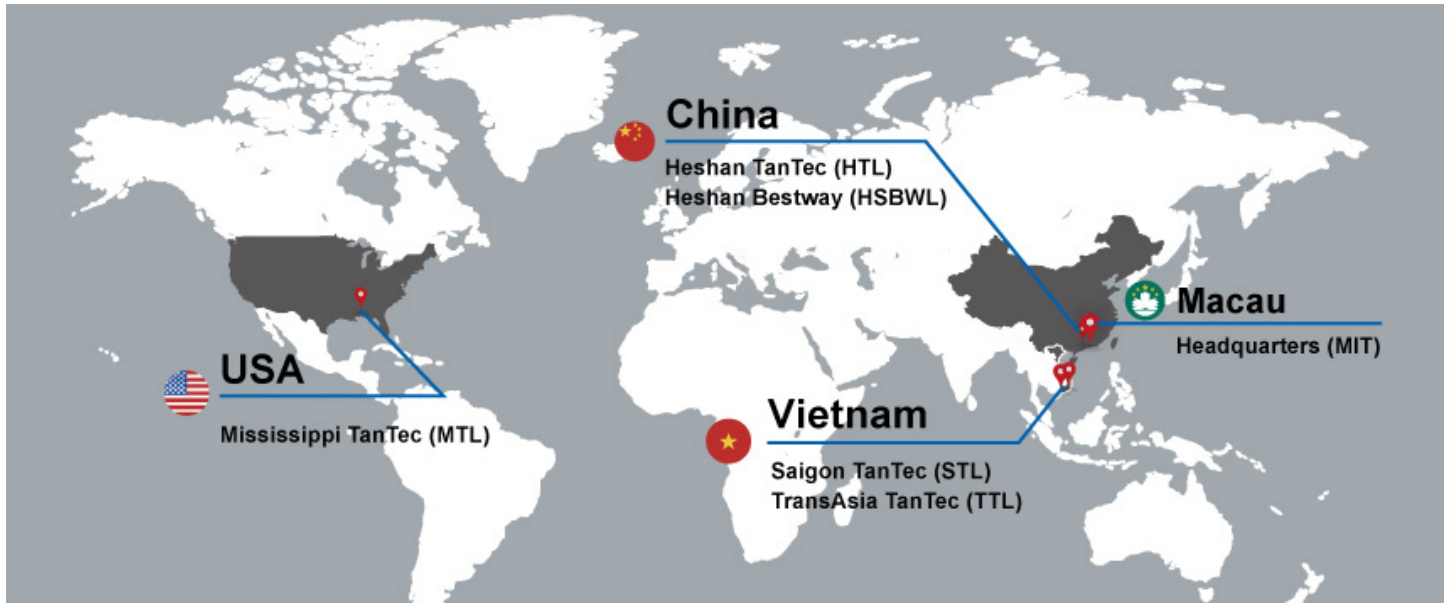 China
Heshan TanTec (HTL)
Heshan Bestway (HSBWL)
Macau
Headquarters (MIT)
USA
Mississippi TanTec (MTL)
Vietnam
Saigon TanTec (STL)
TransAsia TanTec (TTL)